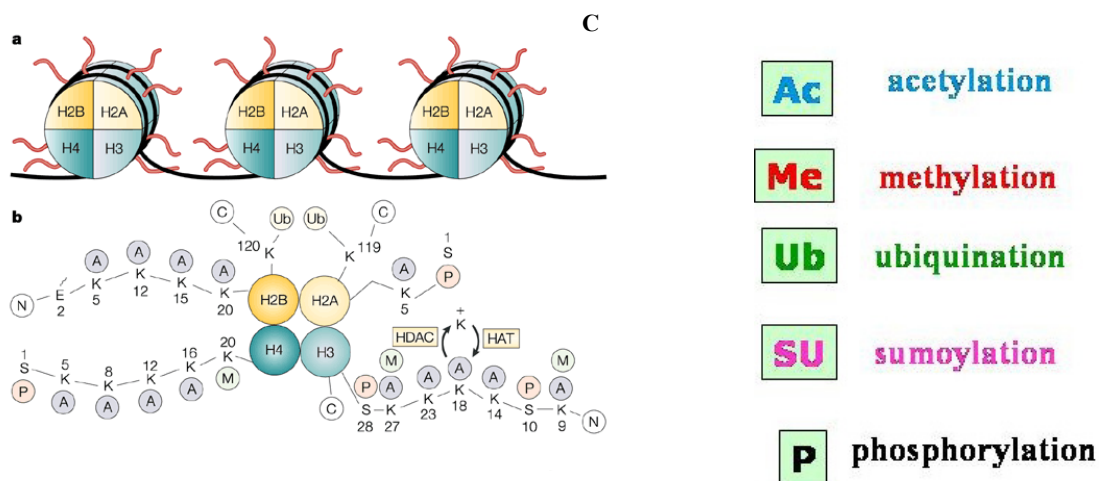 a
C
H2B H2A H2B H2A H2B H2A
H4 H3 H4 H3 H4 H3
b
C Ub Ub C
120 K K 119
1
S
P
A A A A A
N E K K K K H2B H2A K
2 5 12 15 20 5
+
K
HDAC HAT
1 5 8 12 16 20
S K K K K K H4 H3
P A A A A M
M M
P A A A A P A
C S K K K K S K N
28 27 23 18 14 10 9
Ac acetylation
Me methylation
Ub ubiquination
SU sumoylation
P phosphorylation